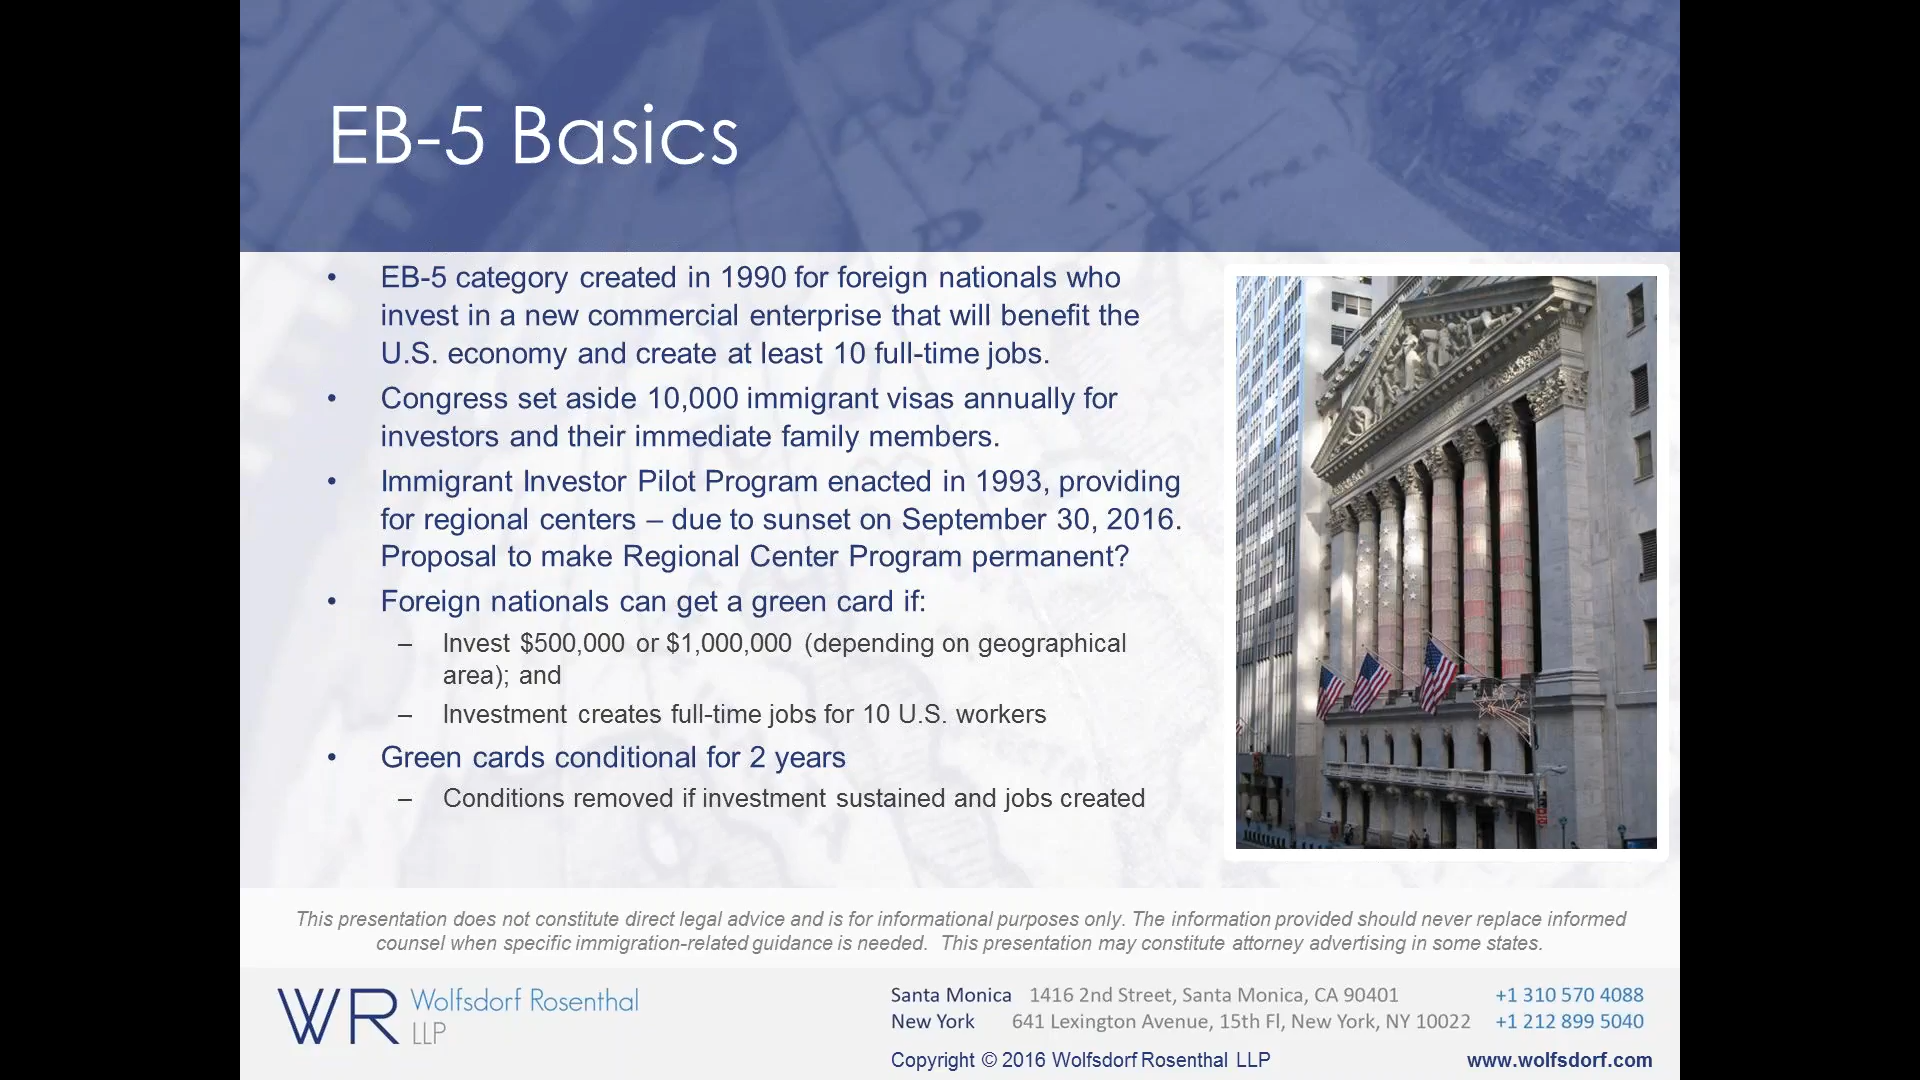 EB-5 Basics
• EB-5 category created in 1990 for foreign nationals who
invest in a new commercial enterprise that will benefit the
U.S. economy and create at least 10 full-time jobs.
• Congress set aside 10,000 immigrant visas annually for
investors and their immediate family members.
• Immigrant Investor Pilot Program enacted in 1993, providing
for regional centers – due to sunset on September 30, 2016.
Proposal to make Regional Center Program permanent?
• Foreign nationals can get a green card if:
– Invest $500,000 or $1,000,000 (depending on geographical
area); and
– Investment creates full-time jobs for 10 U.S. workers
• Green cards conditional for 2 years
– Conditions removed if investment sustained and jobs created
This presentation does not constitute direct legal advice and is for informational purposes only. The information provided should never replace informed
counsel when specific immigration-related guidance is needed. This presentation may constitute attorney advertising in some states.
WR Wolfsdorf Rosenthal
LLP
Santa Monica 1416 2nd Street, Santa Monica, CA 90401 +1 310 570 4088
New York 641 Lexington Avenue, 15th Fl, New York, NY 10022 +1 212 899 5040
Copyright © 2016 Wolfsdorf Rosenthal LLP www.wolfsdorf.com